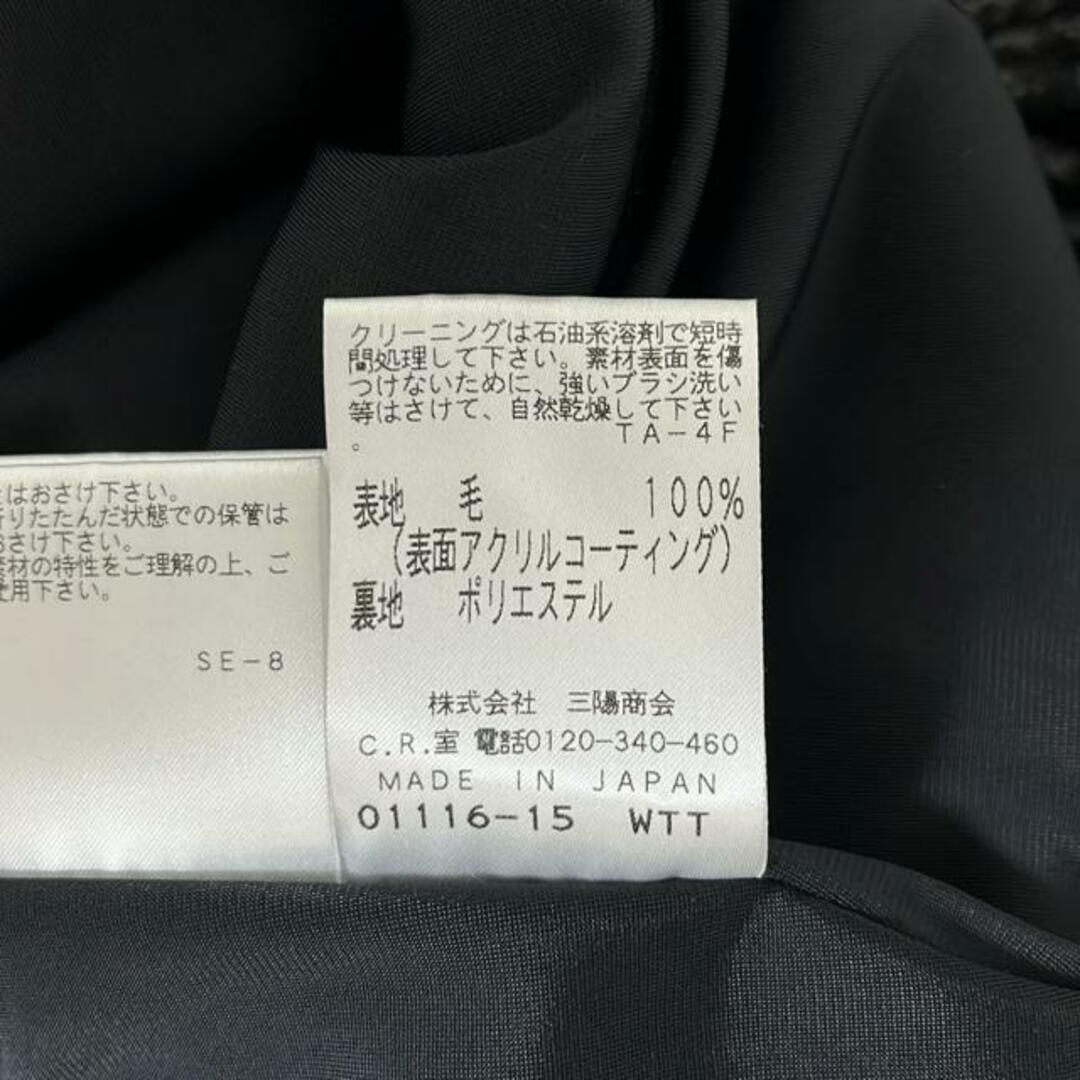 クリーニングは石油系溶剤で短時
間処理して下さい。素材表面を傷
つけないために、強いブラシ洗い
等はさけて、自然乾燥して下さい
。 TA-4F
表地 毛 100%
(表面アクリルコーティング)
裏地 ポリエステル
株式会社 三陽商会
C.R.室 電話0120-340-460
MADE IN JAPAN
01116-15 WTT
はおさけ下さい。
りたたんだ状態での保管は
さけ下さい。
材の特性をご理解の上、ご
用下さい。
SE-8